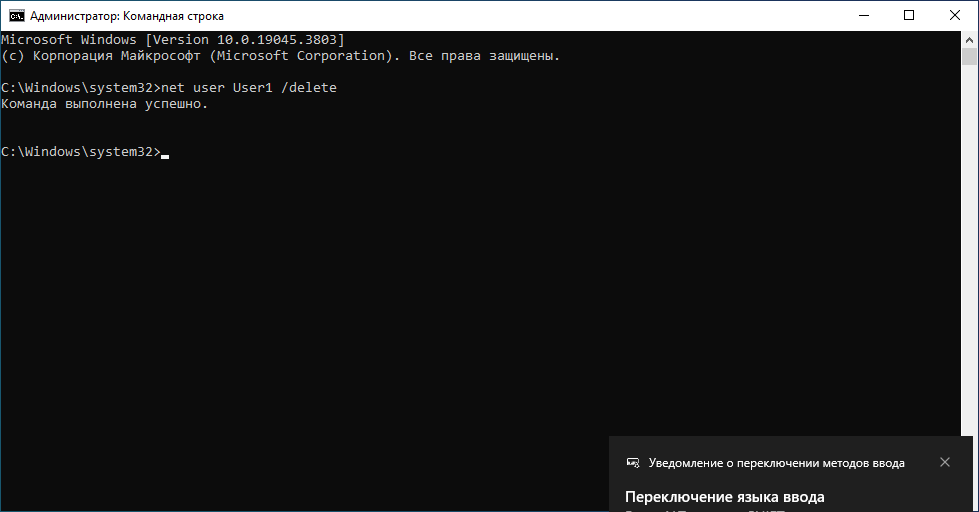 Администратор: Командная строка
Microsoft Windows [Version 10.0.19045.3803]
(c) Корпорация Майкрософт (Microsoft Corporation). Все права защищены.
C:\Windows\system32>net user User1 /delete
Команда выполнена успешно.
C:\Windows\system32>
Уведомление о переключении методов ввода
Переключение языка ввода